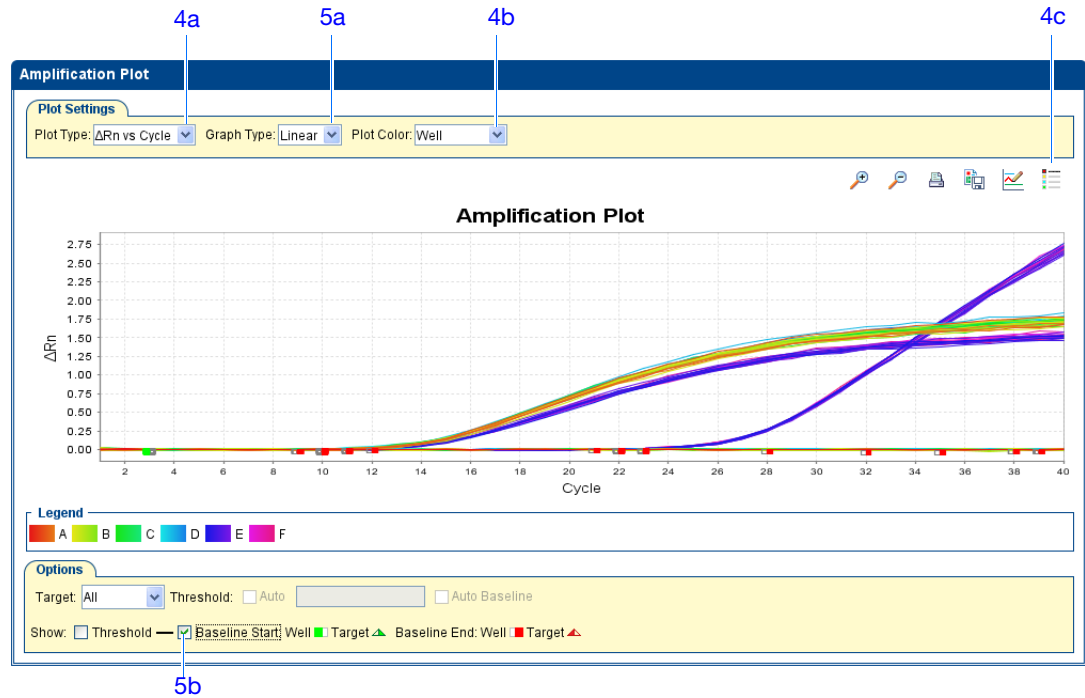 4a 5a 4b 4c
Amplification Plot
Plot Settings
Plot Type: ΔRn vs Cycle Graph Type: Linear Plot Color: Well
Amplification Plot
2.75
2.50
2.25
2.00
1.75
1.50
1.25
1.00
0.75
0.50
0.25
0.00
ΔRn
2 4 6 8 10 12 14 16 18 20 22 24 26 28 30 32 34 36 38 40
Cycle
Legend
A B C D E F
Options
Target: All Threshold: Auto Auto Baseline
Show: Threshold Baseline Start: Well Target Baseline End: Well Target
5b